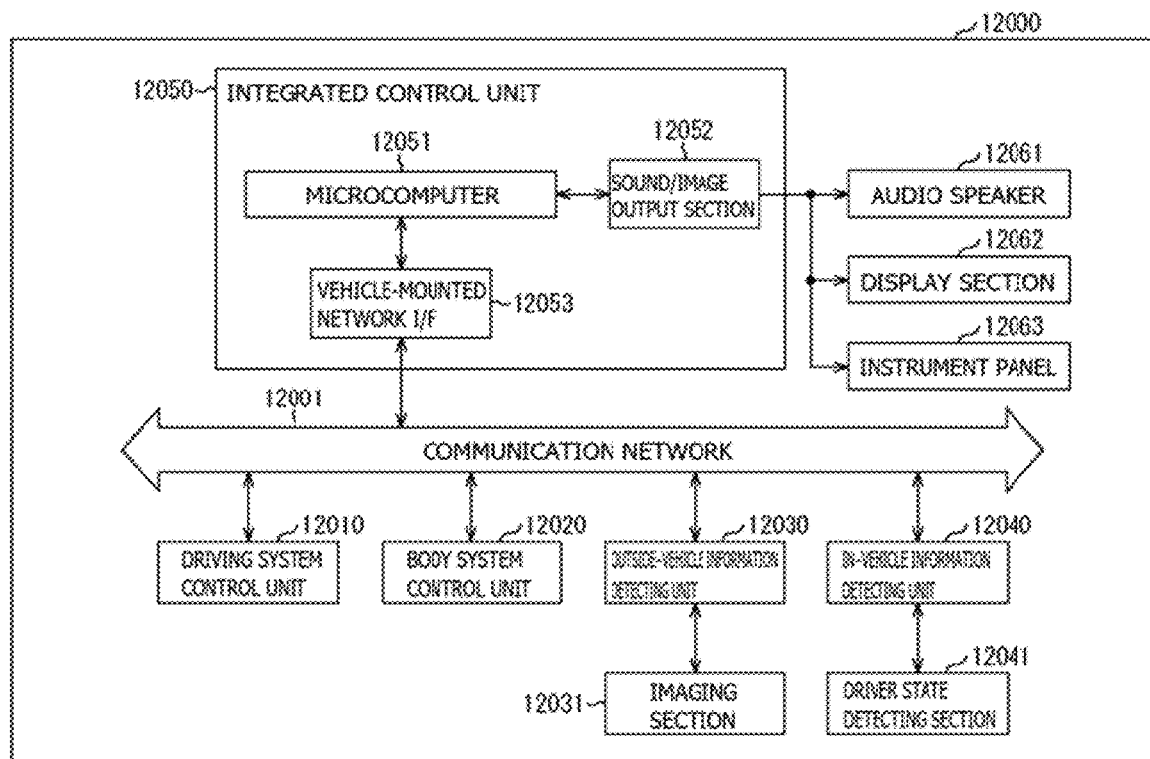 12000
12050
INTEGRATED CONTROL UNIT
12051
MICROCOMPUTER
12052
SOUND/IMAGE
OUTPUT SECTION
12061
AUDIO SPEAKER
12062
DISPLAY SECTION
VEHICLE-MOUNTED
NETWORK I/F
12053
12063
INSTRUMENT PANEL
12001
COMMUNICATION NETWORK
12010
DRIVING SYSTEM
CONTROL UNIT
12020
BODY SYSTEM
CONTROL UNIT
12030
OUTSIDE-VEHICLE INFORMATION
DETECTING UNIT
12040
IN-VEHICLE INFORMATION
DETECTING UNIT
12031
IMAGING
SECTION
12041
DRIVER STATE
DETECTING SECTION